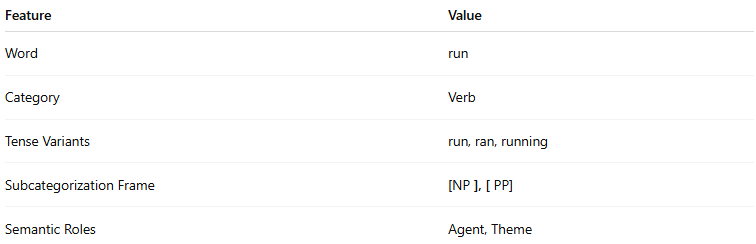 Feature Value
Word run
Category Verb
Tense Variants run, ran, running
Subcategorization Frame [NP ], [ PP]
Semantic Roles Agent, Theme